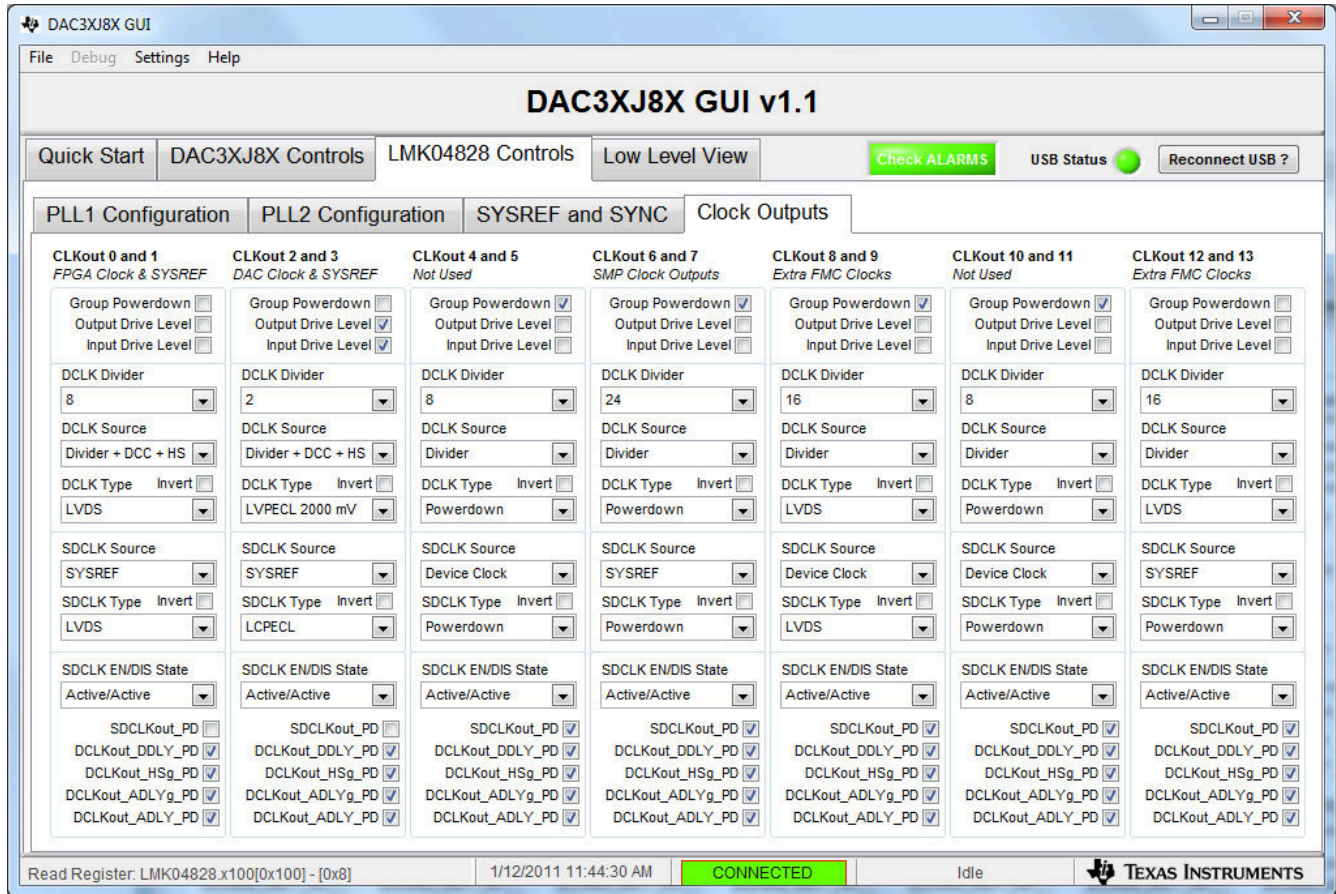 DAC3XJ8X GUI
File Debug Settings Help
DAC3XJ8X GUI v1.1
Quick Start DAC3XJ8X Controls LMK04828 Controls Low Level View Check ALARMS USB Status Reconnect USB ?
PLL1 Configuration PLL2 Configuration SYSREF and SYNC Clock Outputs
CLKout 0 and 1 CLKout 2 and 3 CLKout 4 and 5 CLKout 6 and 7 CLKout 8 and 9 CLKout 10 and 11 CLKout 12 and 13
FPGA Clock & SYSREF DAC Clock & SYSREF Not Used SMP Clock Outputs Extra FMC Clocks Not Used Extra FMC Clocks
Group Powerdown Group Powerdown Group Powerdown Group Powerdown Group Powerdown Group Powerdown Group Powerdown
Output Drive Level Output Drive Level Output Drive Level Output Drive Level Output Drive Level Output Drive Level Output Drive Level
Input Drive Level Input Drive Level Input Drive Level Input Drive Level Input Drive Level Input Drive Level Input Drive Level
DCLK Divider DCLK Divider DCLK Divider DCLK Divider DCLK Divider DCLK Divider DCLK Divider
8 2 8 24 16 8 16
DCLK Source DCLK Source DCLK Source DCLK Source DCLK Source DCLK Source DCLK Source
Divider + DCC + HS Divider + DCC + HS Divider Divider Divider Divider Divider
DCLK Type Invert DCLK Type Invert DCLK Type Invert DCLK Type Invert DCLK Type Invert DCLK Type Invert DCLK Type Invert
LVDS LVPECL 2000 mV Powerdown Powerdown LVDS Powerdown LVDS
SDCLK Source SDCLK Source SDCLK Source SDCLK Source SDCLK Source SDCLK Source SDCLK Source
SYSREF SYSREF Device Clock SYSREF Device Clock Device Clock SYSREF
SDCLK Type Invert SDCLK Type Invert SDCLK Type Invert SDCLK Type Invert SDCLK Type Invert SDCLK Type Invert SDCLK Type Invert
LVDS LCPECL Powerdown Powerdown LVDS Powerdown Powerdown
SDCLK EN/DIS State SDCLK EN/DIS State SDCLK EN/DIS State SDCLK EN/DIS State SDCLK EN/DIS State SDCLK EN/DIS State SDCLK EN/DIS State
Active/Active Active/Active Active/Active Active/Active Active/Active Active/Active Active/Active
SDCLKout_PD SDCLKout_PD SDCLKout_PD SDCLKout_PD SDCLKout_PD SDCLKout_PD SDCLKout_PD
DCLKout_DDLY_PD DCLKout_DDLY_PD DCLKout_DDLY_PD DCLKout_DDLY_PD DCLKout_DDLY_PD DCLKout_DDLY_PD DCLKout_DDLY_PD
DCLKout_HSg_PD DCLKout_HSg_PD DCLKout_HSg_PD DCLKout_HSg_PD DCLKout_HSg_PD DCLKout_HSg_PD DCLKout_HSg_PD
DCLKout_ADLYg_PD DCLKout_ADLYg_PD DCLKout_ADLYg_PD DCLKout_ADLYg_PD DCLKout_ADLYg_PD DCLKout_ADLYg_PD DCLKout_ADLYg_PD
DCLKout_ADLY_PD DCLKout_ADLY_PD DCLKout_ADLY_PD DCLKout_ADLY_PD DCLKout_ADLY_PD DCLKout_ADLY_PD DCLKout_ADLY_PD
Read Register: LMK04828.x100[0x100] - [0x8] 1/12/2011 11:44:30 AM CONNECTED Idle TEXAS INSTRUMENTS